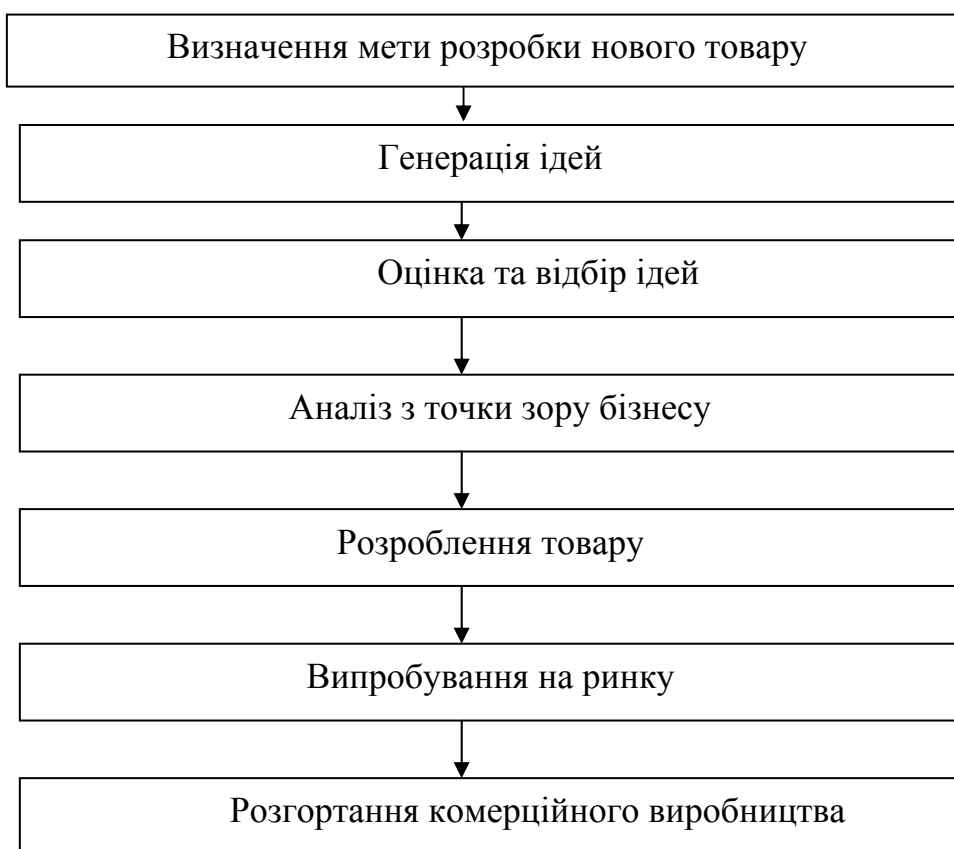 Визначення мети розробки нового товару
Генерація ідей
Оцінка та відбір ідей
Аналіз з точки зору бізнесу
Розроблення товару
Випробування на ринку
Розгортання комерційного виробництва